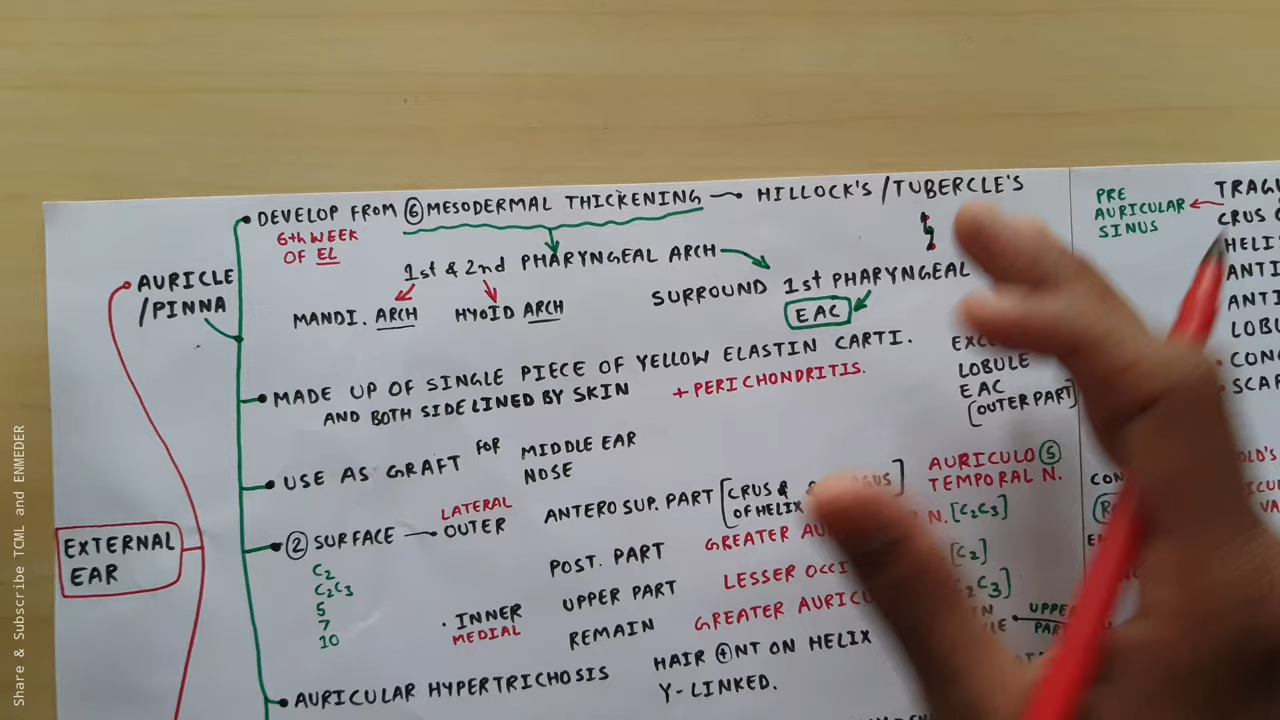 DEVELOP FROM ⑥ MESODERMAL THICKENING — HILLOCK'S / TUBERCLE'S
6th WEEK
OF EL
1st & 2nd PHARYNGEAL ARCH
SURROUND 1st PHARYNGEAL
EAC
MANDI. ARCH HYOID ARCH
AURICLE
/PINNA
MADE UP OF SINGLE PIECE OF YELLOW ELASTIN CARTI.
AND BOTH SIDE LINED BY SKIN + PERICHONDRITIS.
LOBULE
EAC
[OUTER PART]
USE AS GRAFT FOR MIDDLE EAR
NOSE
② SURFACE — LATERAL
OUTER
ANTERO SUP. PART [CRUS &
OF HELIX
AURICULO ⑤
TEMPORAL N.
POST. PART GREATER N. [C₂C₃]
INNER
MEDIAL
UPPER PART LESSER [C₂]
REMAIN GREATER
C₂
C₂C₃
5
7
10
AURICULAR HYPERTRICHOSIS HAIR ⊕NT ON HELIX
Y-LINKED.
EXTERNAL
EAR
PRE
AURICULAR
SINUS
Share & Subscribe TCML and ENMEDER